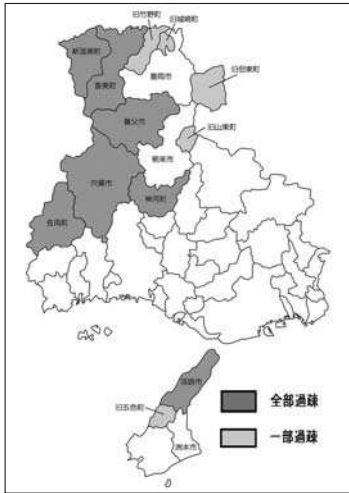 旧竹野町
旧城崎町
新温泉町
香美町
豊岡市
旧但東町
養父市
旧山東町
朝来市
宍粟市
神河町
佐用町
淡路市
旧五色町
洲本市
全部過疎
一部過疎